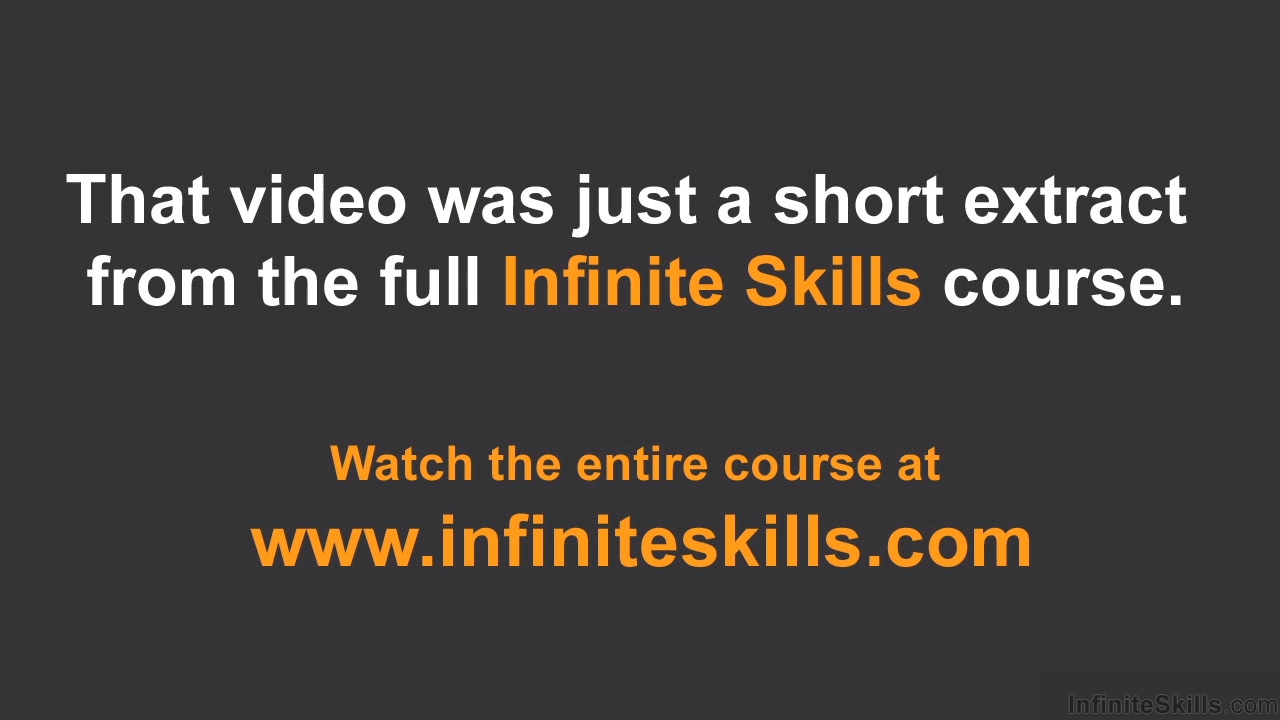 That video was just a short extract
from the full Infinite Skills course.
Watch the entire course at
www.infiniteskills.com
InfiniteSkills.com